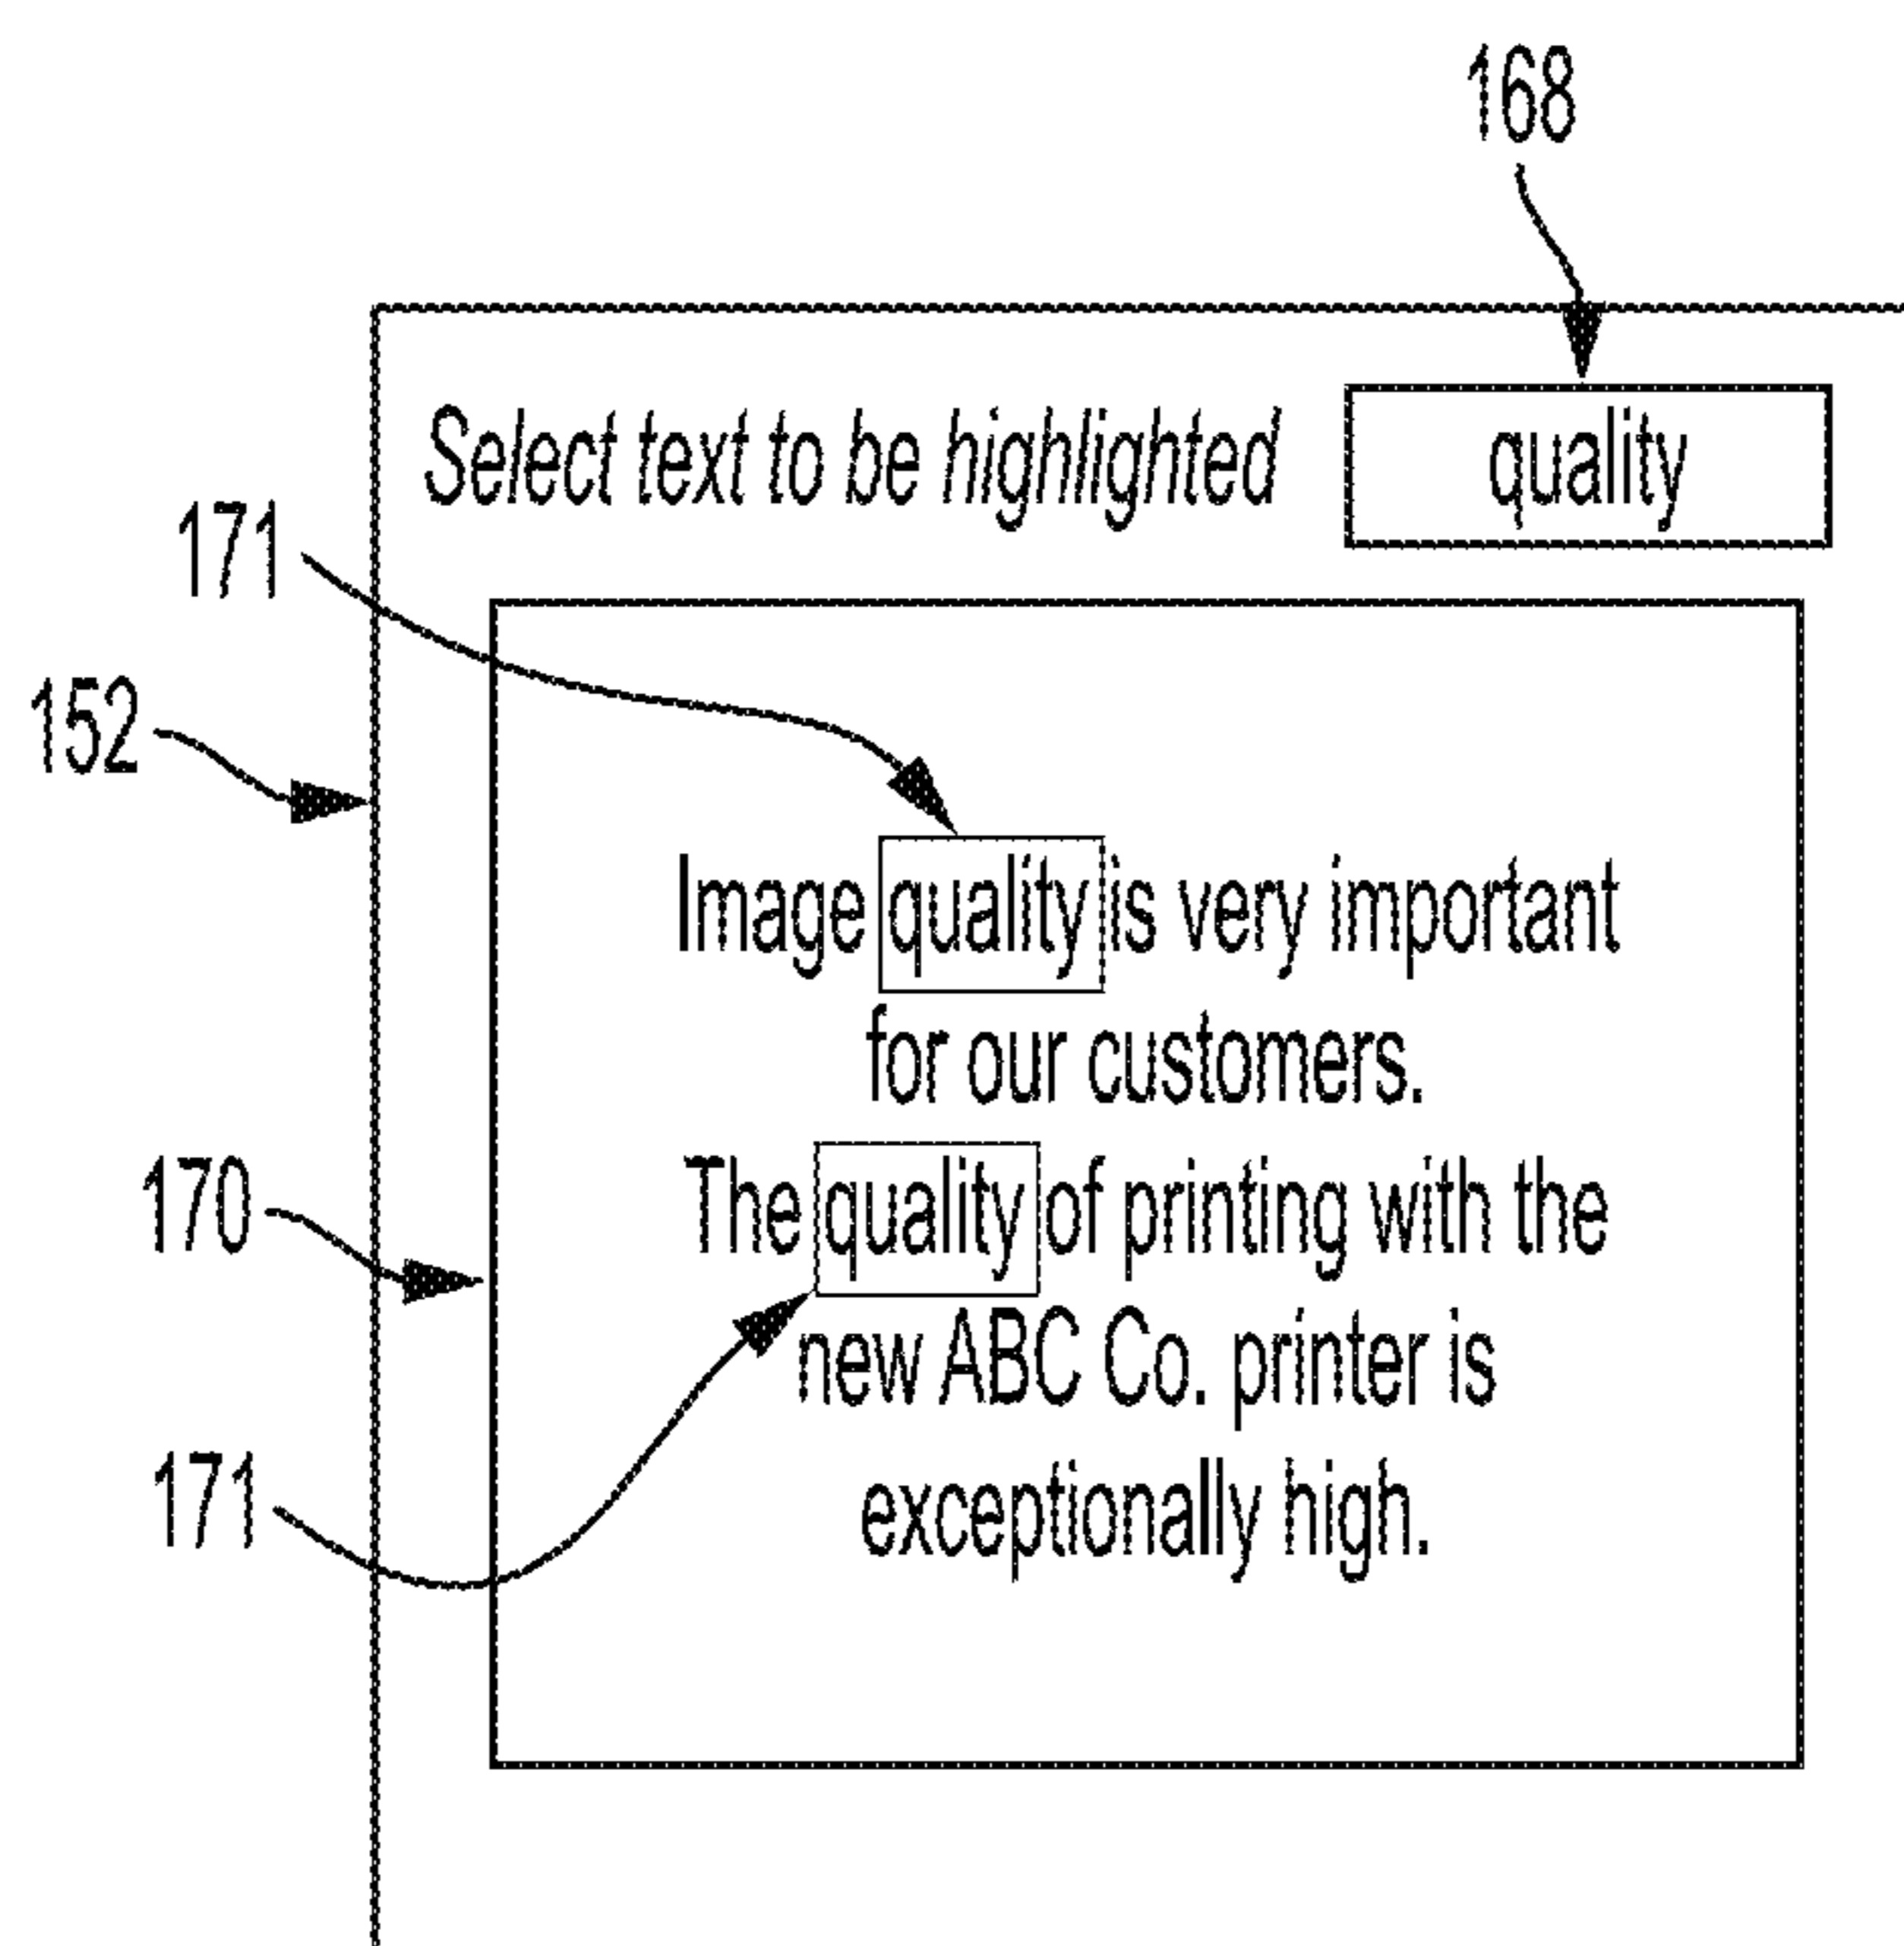 168
Select text to be highlighted quality
171
152
Image quality is very important
for our customers.
170
The quality of printing with the
new ABC Co. printer is
171
exceptionally high.